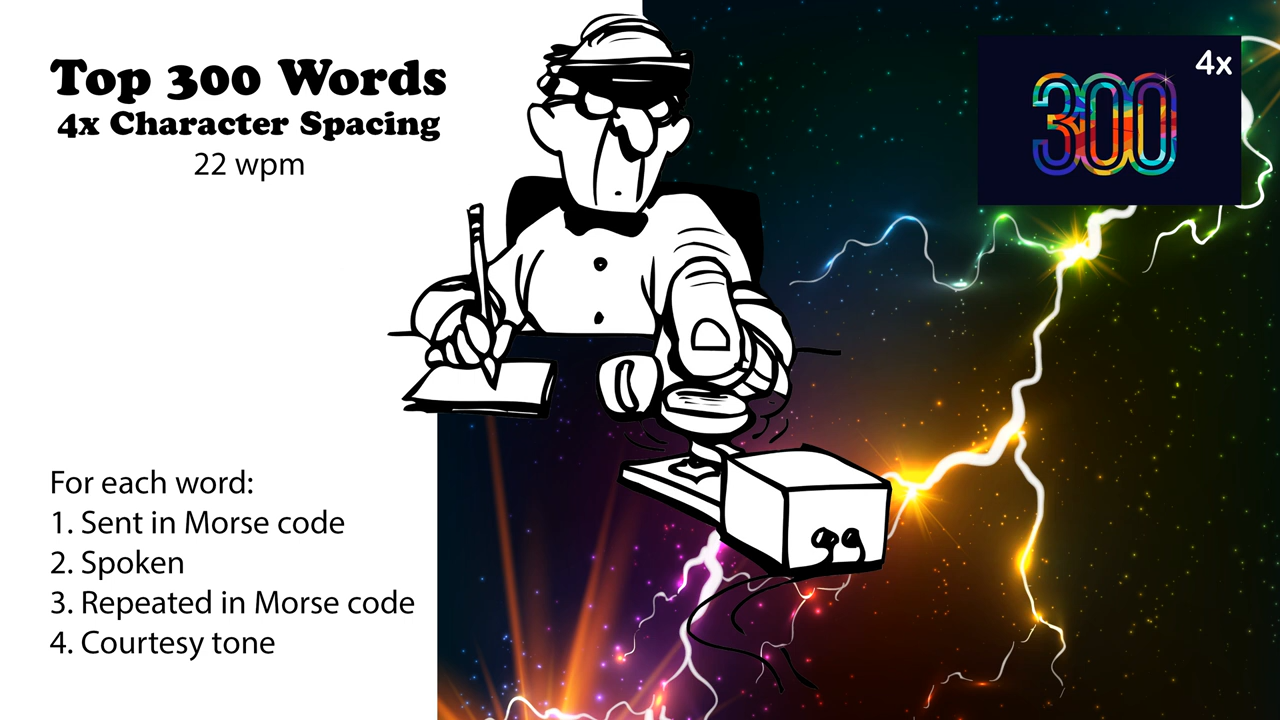 Top 300 Words
4x Character Spacing
22 wpm
4x
300
For each word:
1. Sent in Morse code
2. Spoken
3. Repeated in Morse code
4. Courtesy tone